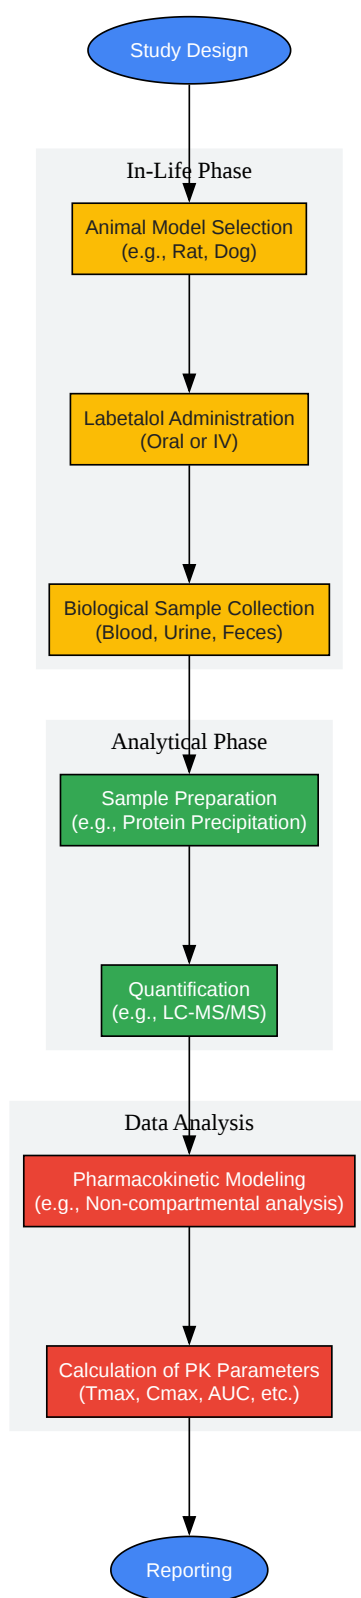 Study Design
In-Life Phase
Animal Model Selection
(e.g., Rat, Dog)
Labetalol Administration
(Oral or IV)
Biological Sample Collection
(Blood, Urine, Feces)
Analytical Phase
Sample Preparation
(e.g., Protein Precipitation)
Quantification
(e.g., LC-MS/MS)
Data Analysis
Pharmacokinetic Modeling
(e.g., Non-compartmental analysis)
Calculation of PK Parameters
(Tmax, Cmax, AUC, etc.)
Reporting